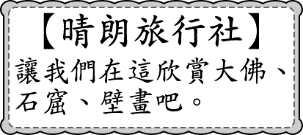 【晴朗旅行社】
讓我們在這欣賞大佛、
石窟、壁畫吧。